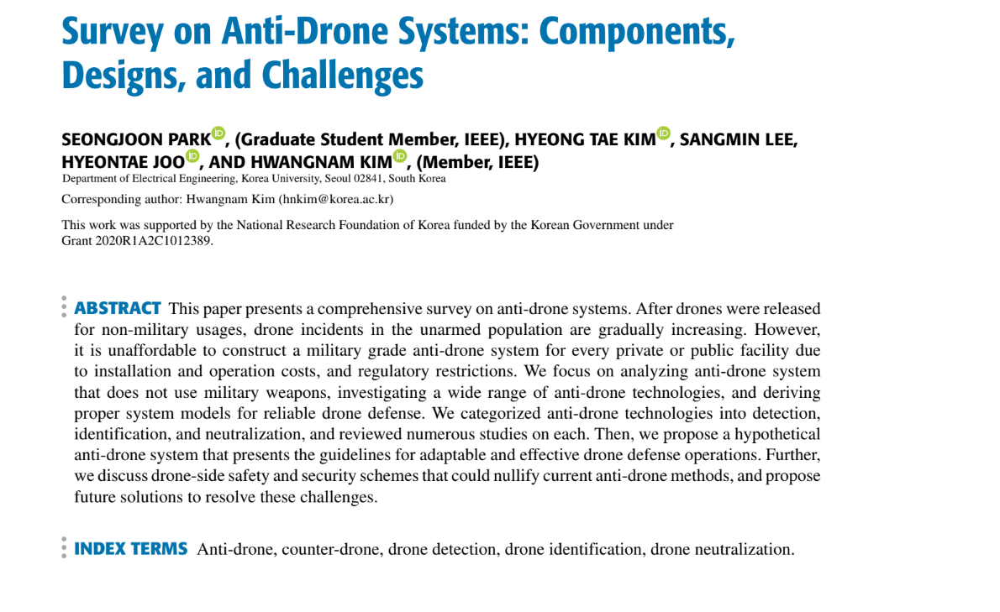 Survey on Anti-Drone Systems: Components,
Designs, and Challenges
SEONGJOON PARK iD, (Graduate Student Member, IEEE), HYEONG TAE KIM iD, SANGMIN LEE,
HYEONTAE JOO iD, AND HWANGNAM KIM iD, (Member, IEEE)
Department of Electrical Engineering, Korea University, Seoul 02841, South Korea
Corresponding author: Hwangnam Kim (hnkim@korea.ac.kr)
This work was supported by the National Research Foundation of Korea funded by the Korean Government under
Grant 2020R1A2C1012389.
ABSTRACT This paper presents a comprehensive survey on anti-drone systems. After drones were released
for non-military usages, drone incidents in the unarmed population are gradually increasing. However,
it is unaffordable to construct a military grade anti-drone system for every private or public facility due
to installation and operation costs, and regulatory restrictions. We focus on analyzing anti-drone system
that does not use military weapons, investigating a wide range of anti-drone technologies, and deriving
proper system models for reliable drone defense. We categorized anti-drone technologies into detection,
identification, and neutralization, and reviewed numerous studies on each. Then, we propose a hypothetical
anti-drone system that presents the guidelines for adaptable and effective drone defense operations. Further,
we discuss drone-side safety and security schemes that could nullify current anti-drone methods, and propose
future solutions to resolve these challenges.
INDEX TERMS Anti-drone, counter-drone, drone detection, drone identification, drone neutralization.